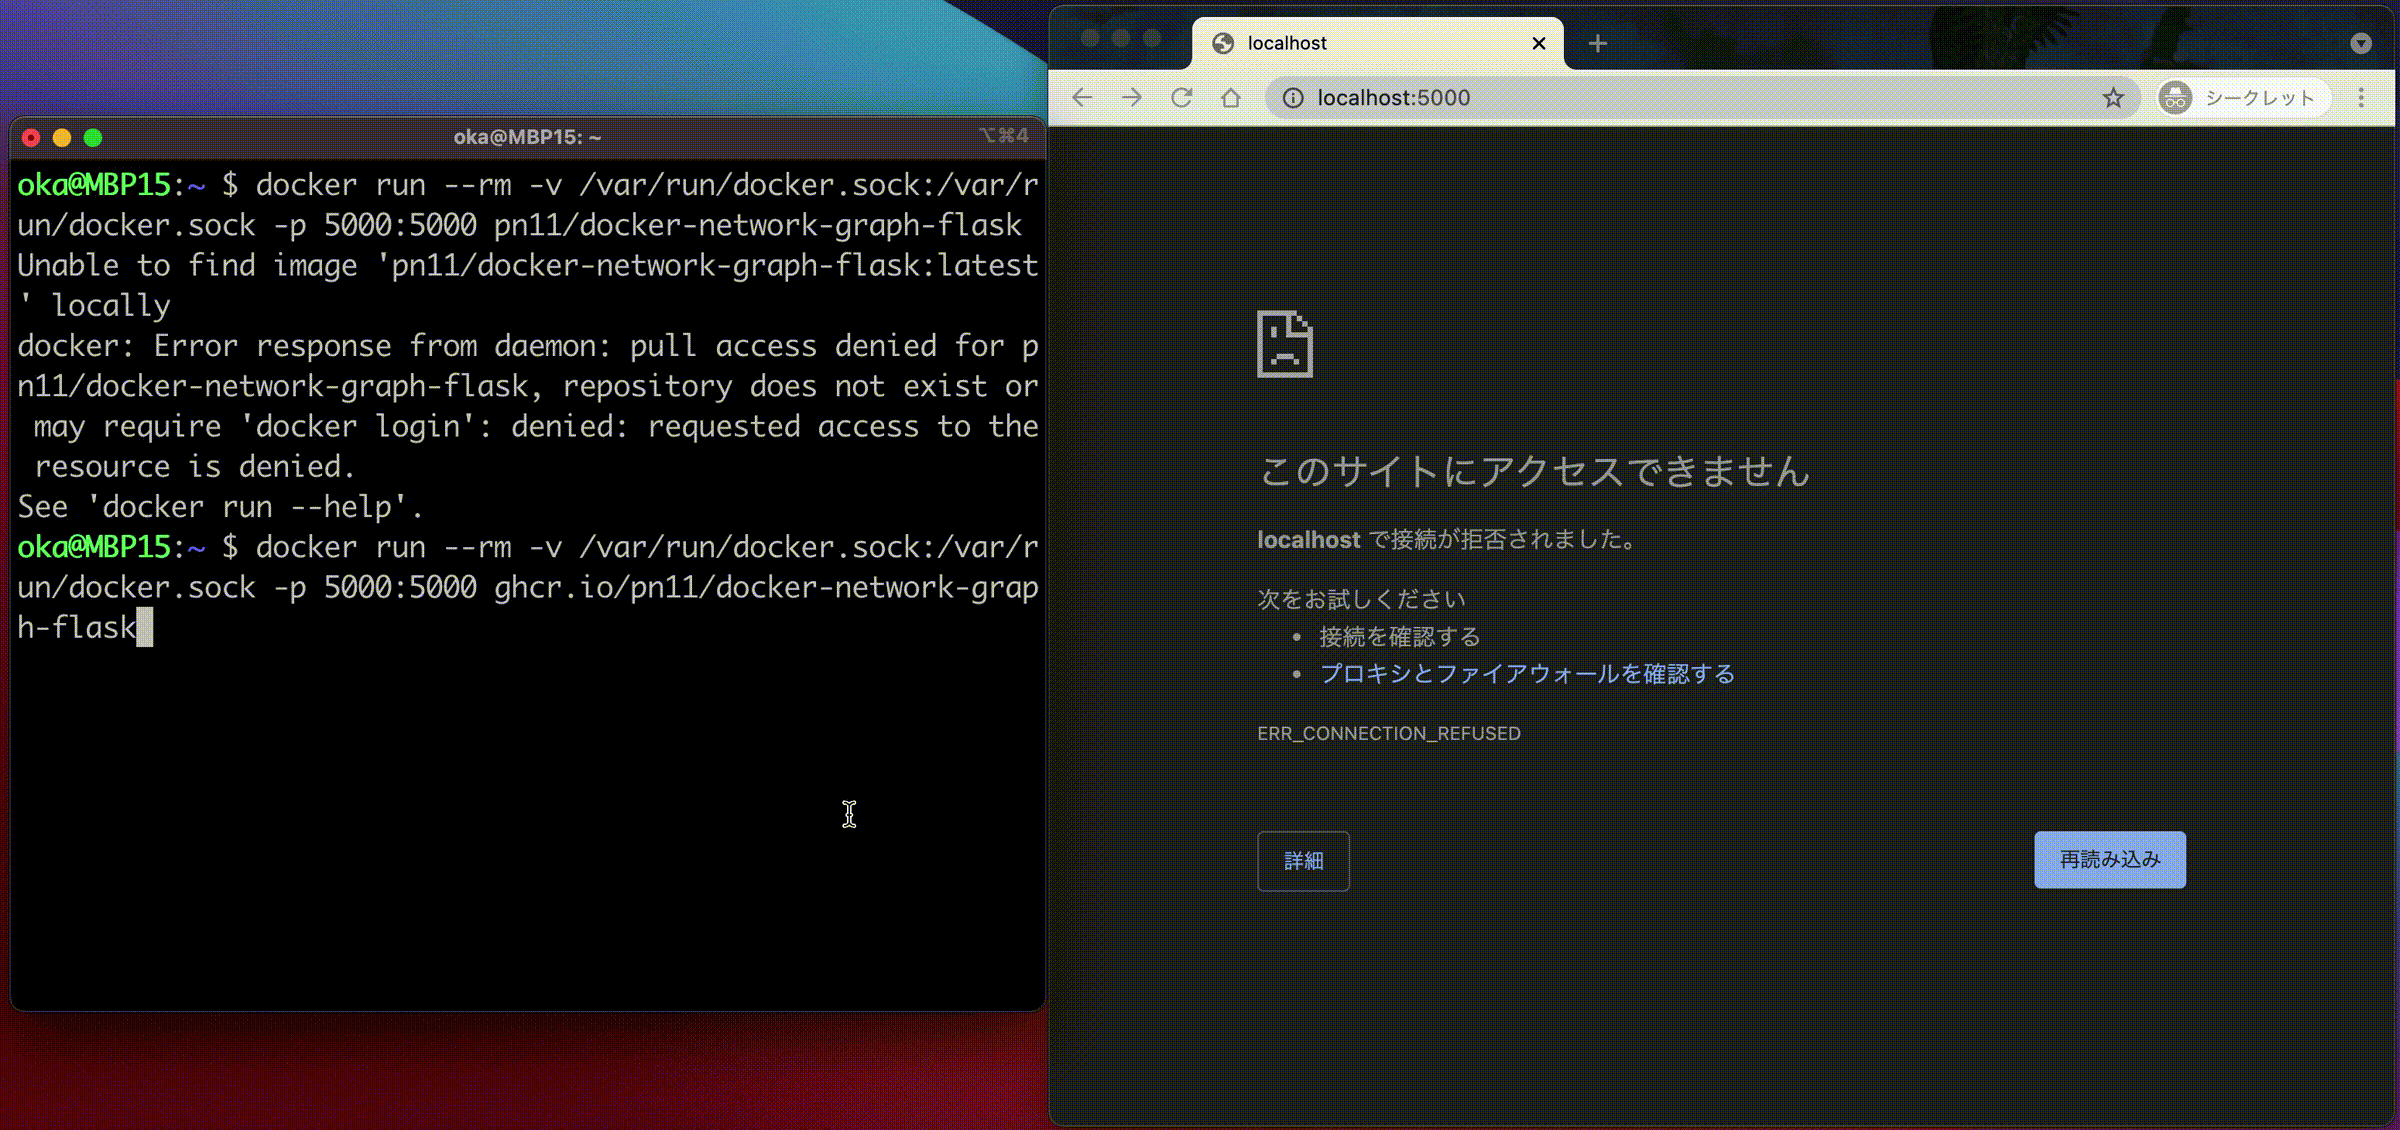 oka@MBP15: ~
⌥⌘4
oka@MBP15:~ $ docker run --rm -v /var/run/docker.sock:/var/r
un/docker.sock -p 5000:5000 pn11/docker-network-graph-flask
Unable to find image 'pn11/docker-network-graph-flask:latest
' locally
docker: Error response from daemon: pull access denied for p
n11/docker-network-graph-flask, repository does not exist or
 may require 'docker login': denied: requested access to the
 resource is denied.
See 'docker run --help'.
oka@MBP15:~ $ docker run --rm -v /var/run/docker.sock:/var/r
un/docker.sock -p 5000:5000 ghcr.io/pn11/docker-network-grap
h-flask
localhost
localhost:5000
シークレット
このサイトにアクセスできません
localhost で接続が拒否されました。
次をお試しください
• 接続を確認する
• プロキシとファイアウォールを確認する
ERR_CONNECTION_REFUSED
詳細
再読み込み